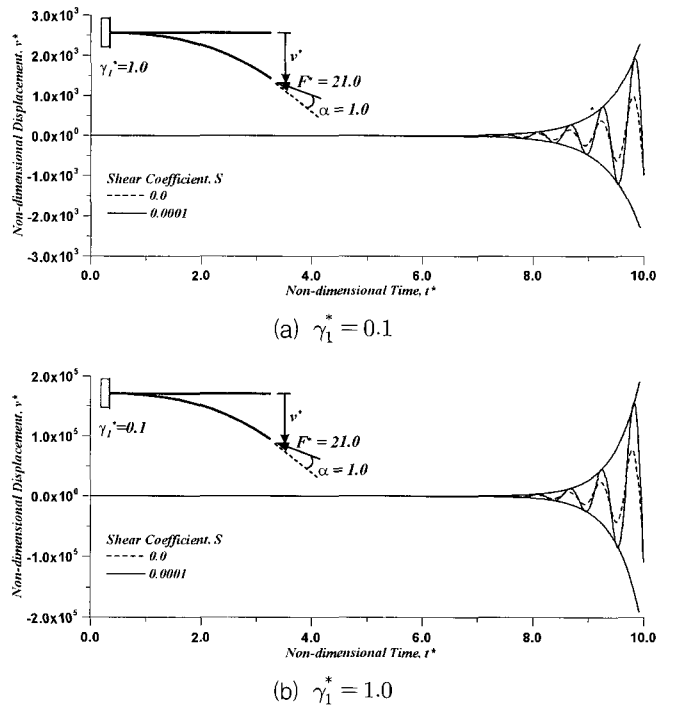 3.0x10³
2.0x10³
1.0x10³
0.0x10⁰
-1.0x10³
-2.0x10³
-3.0x10³
Non-dimensional Displacement, v*
γ₁*=1.0
v*
F* = 21.0
α = 1.0
Shear Coefficient, S
0.0
0.0001
0.0 2.0 4.0 6.0 8.0 10.0
Non-dimensional Time, t*
(a) γ₁* = 0.1
2.0x10⁵
1.0x10⁵
0.0x10⁰
-1.0x10⁵
-2.0x10⁵
Non-dimensional Displacement, v*
γ₁*=0.1
v*
F* = 21.0
α = 1.0
Shear Coefficient, S
0.0
0.0001
0.0 2.0 4.0 6.0 8.0 10.0
Non-dimensional Time, t*
(b) γ₁* = 1.0